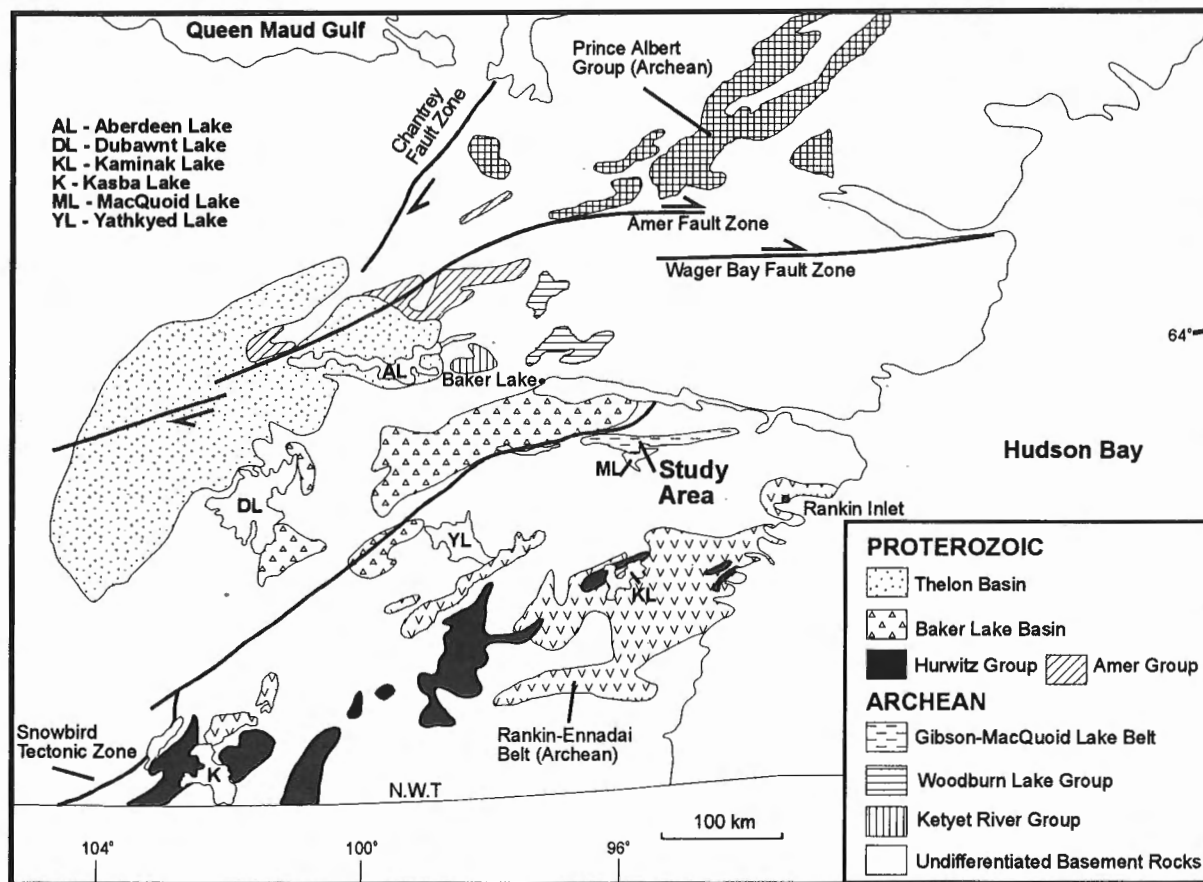 Queen Maud Gulf
Prince Albert
Group (Archean)
Chantrey
Fault Zone
AL - Aberdeen Lake
DL - Dubawnt Lake
KL - Kaminak Lake
K - Kasba Lake
ML - MacQuoid Lake
YL - Yathkyed Lake
Amer Fault Zone
Wager Bay Fault Zone
64°
AL
Baker Lake
Hudson Bay
ML
Study
Area
DL
Rankin Inlet
YL
KL
Snowbird
Tectonic Zone
K
Rankin-Ennadai
Belt (Archean)
N.W.T
100 km
104°
100°
96°
PROTEROZOIC
Thelon Basin
Baker Lake Basin
Hurwitz Group
Amer Group
ARCHEAN
Gibson-MacQuoid Lake Belt
Woodburn Lake Group
Ketyet River Group
Undifferentiated Basement Rocks